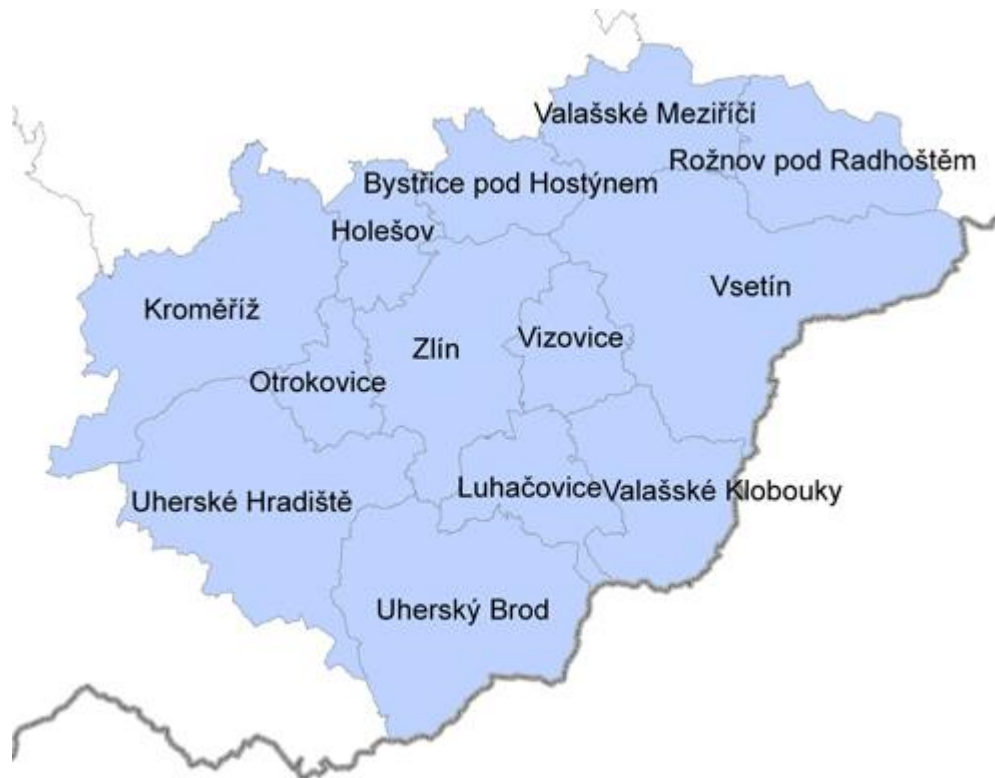 Valašské Meziříčí
Rožnov pod Radhoštěm
Bystřice pod Hostýnem
Holešov
Vsetín
Kroměříž
Zlín
Vizovice
Otrokovice
Uherské Hradiště
Luhačovice
Valašské Klobouky
Uherský Brod